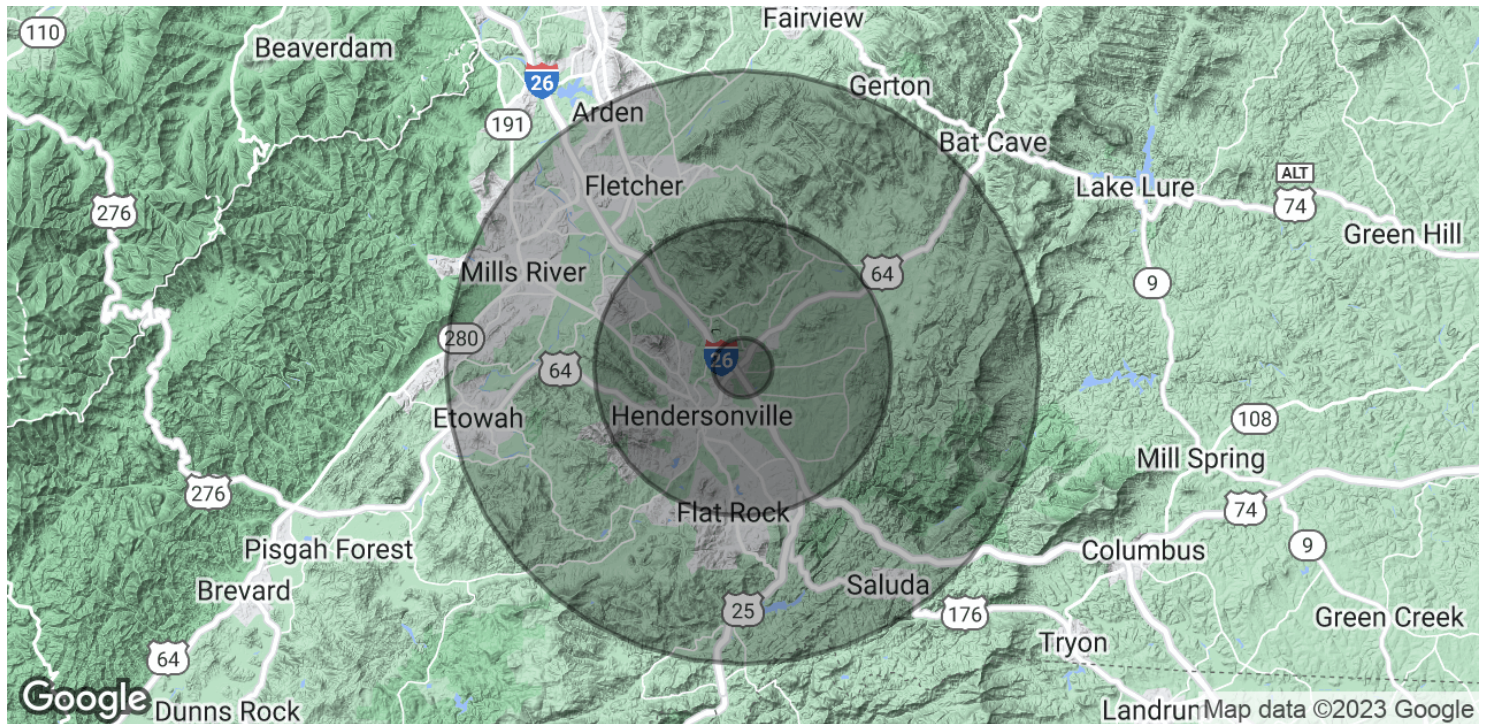 Fairview
110
Beaverdam
26
Gerton
Arden
191
Bat Cave
ALT
Fletcher
Lake Lure
74
276
Green Hill
Mills River
64
9
280
26
64
Etowah
Hendersonville
108
Mill Spring
276
74
Flat Rock
9
Pisgah Forest
Columbus
Brevard
Saluda
25
176
Green Creek
Tryon
64
Google
Dunns Rock
Landrum
Map data ©2023 Google